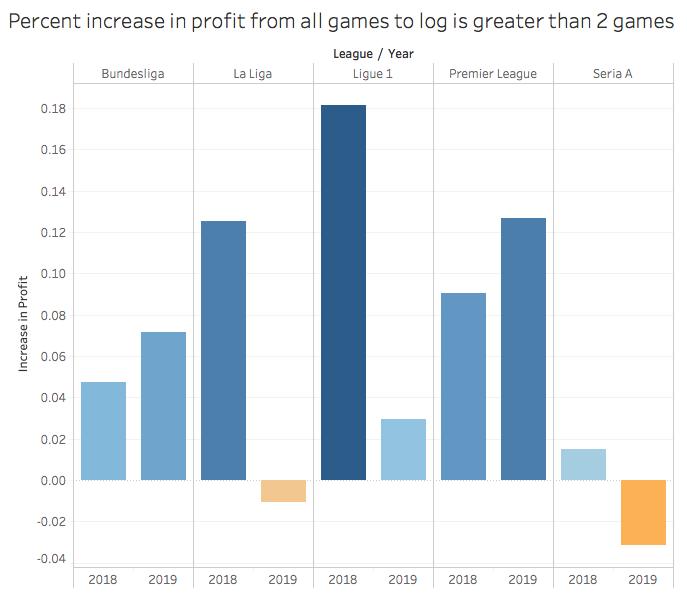 Percent increase in profit from all games to log is greater than 2 games
League / Year
Bundesliga La Liga Ligue 1 Premier League Seria A
0.18
0.16
0.14
0.12
0.10
0.08
0.06
0.04
0.02
0.00
-0.02
-0.04
Increase in Profit
2018 2019 2018 2019 2018 2019 2018 2019 2018 2019